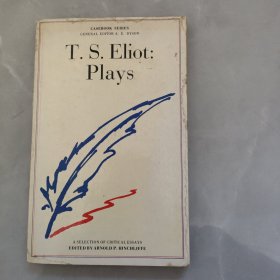 CASEBOOK SERIES
GENERAL EDITOR A. E. DYSON
T. S. Eliot:
Plays
A SELECTION OF CRITICAL ESSAYS
EDITED BY ARNOLD P. HINCHLIFFE